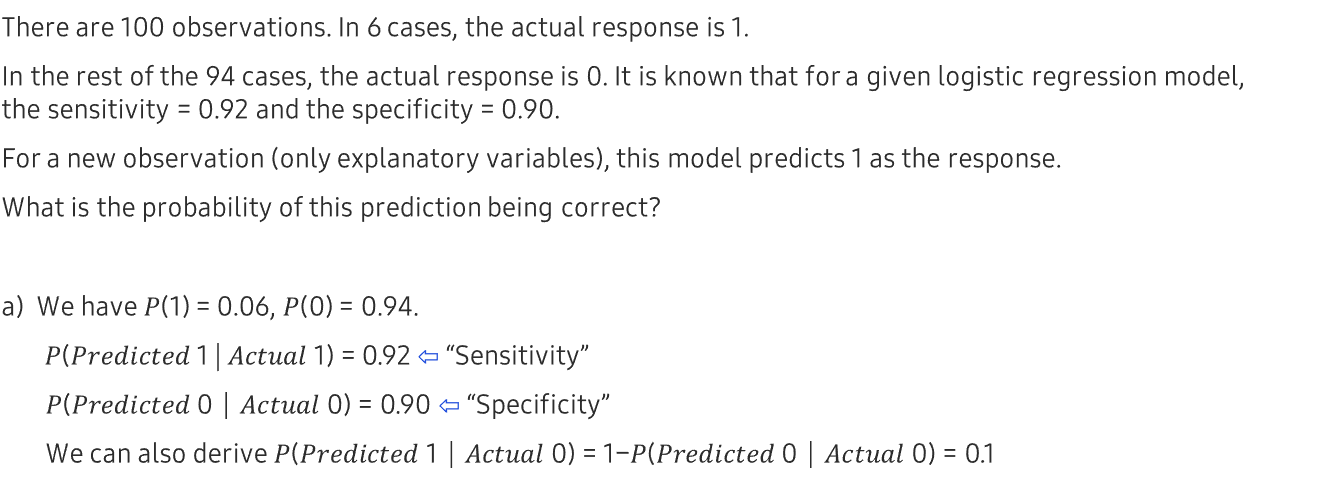 There are 100 observations. In 6 cases, the actual response is 1.
In the rest of the 94 cases, the actual response is 0. It is known that for a given logistic regression model,
the sensitivity = 0.92 and the specificity = 0.90.
For a new observation (only explanatory variables), this model predicts 1 as the response.
What is the probability of this prediction being correct?
a) We have P(1) = 0.06, P(0) = 0.94.
P(Predicted 1 | Actual 1) = 0.92 ⇦ “Sensitivity”
P(Predicted 0 | Actual 0) = 0.90 ⇦ “Specificity”
We can also derive P(Predicted 1 | Actual 0) = 1−P(Predicted 0 | Actual 0) = 0.1